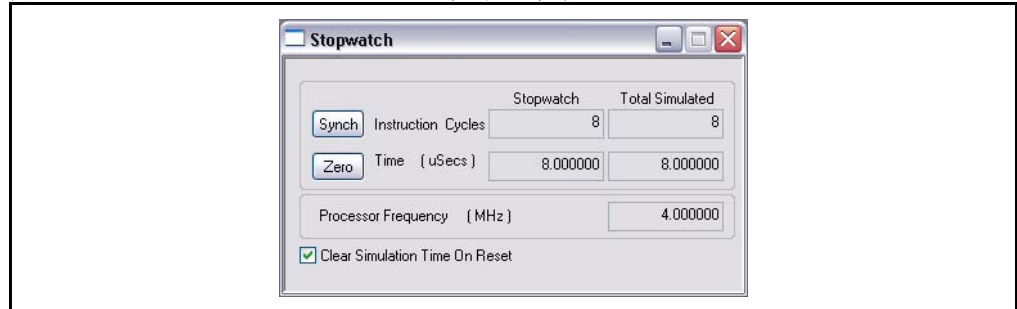 Stopwatch
Stopwatch Total Simulated
Synch Instruction Cycles 8 8
Zero Time (uSecs) 8.000000 8.000000
Processor Frequency (MHz) 4.000000
Clear Simulation Time On Reset